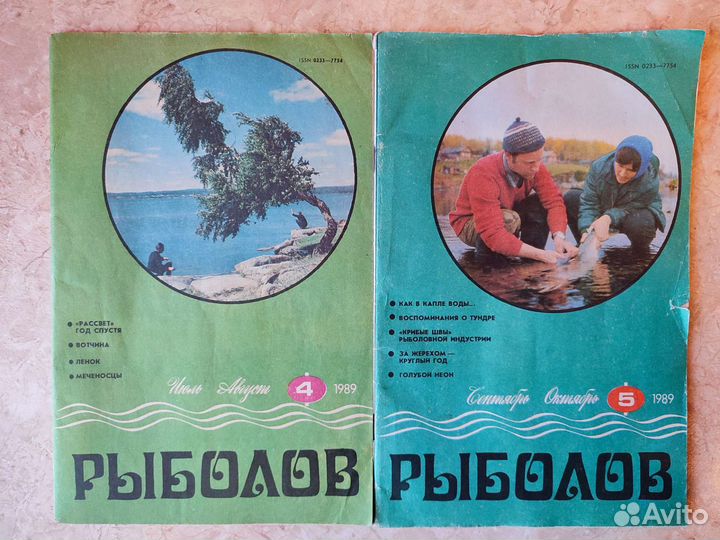 ISSN 0233—7754
• «РАССВЕТ»
ГОД СПУСТЯ
• ВОТЧИНА
• ЛЕНОК
• МЕЧЕНОСЦЫ
Июль Август 4 1989
РЫБОЛОВ
ISSN 0233—7754
• КАК В КАПЛЕ ВОДЫ...
• ВОСПОМИНАНИЯ О ТУНДРЕ
• «КРИВЫЕ ШВЫ»
РЫБОЛОВНОЙ ИНДУСТРИИ
• ЗА ЖЕРЕХОМ —
КРУГЛЫЙ ГОД
• ГОЛУБОЙ НЕОН
Сентябрь Октябрь 5 1989
РЫБОЛОВ
Avito